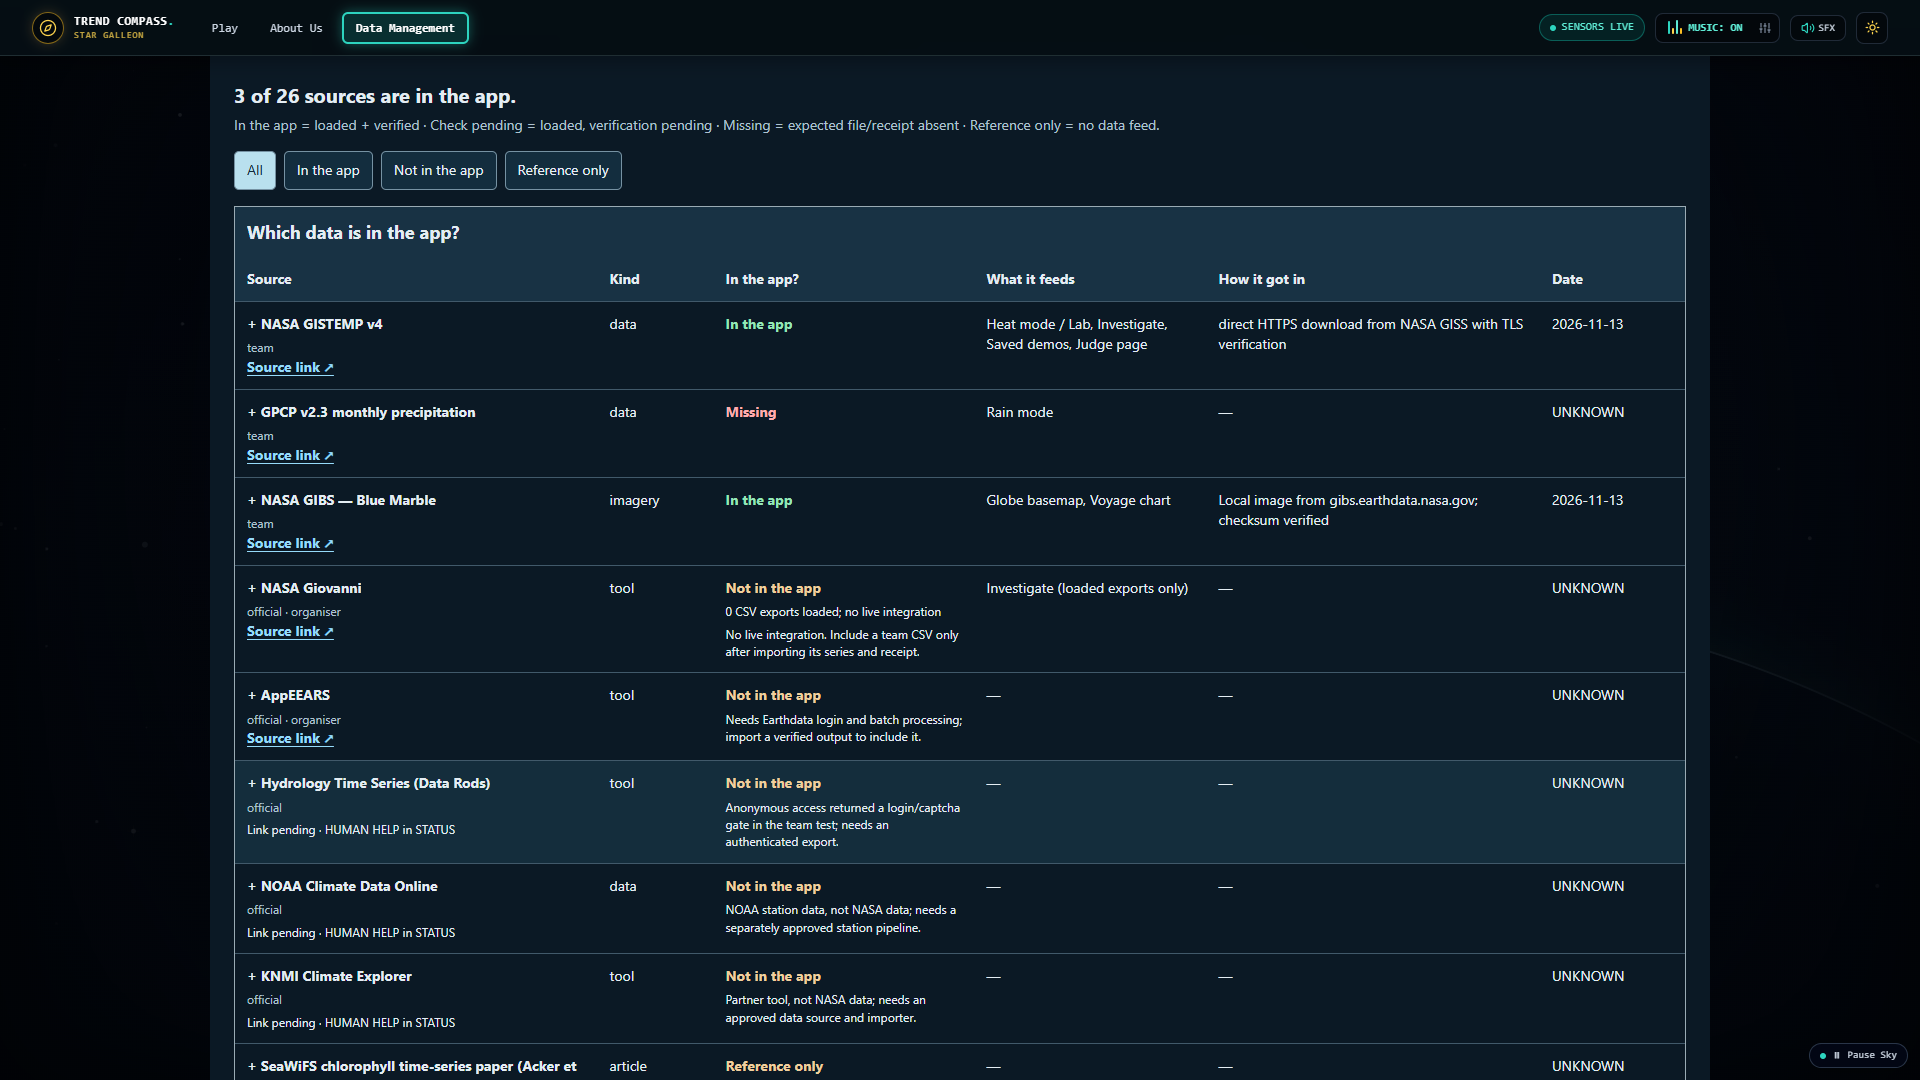 TREND COMPASS.
STAR GALLEON
Play
About Us
Data Management
SENSORS LIVE
MUSIC: ON
SFX
3 of 26 sources are in the app.
In the app = loaded + verified · Check pending = loaded, verification pending · Missing = expected file/receipt absent · Reference only = no data feed.
All
In the app
Not in the app
Reference only
Which data is in the app?
Source
Kind
In the app?
What it feeds
How it got in
Date
+ NASA GISTEMP v4
team
Source link ↗
data
In the app
Heat mode / Lab, Investigate,
Saved demos, Judge page
direct HTTPS download from NASA GISS with TLS
verification
2026-11-13
+ GPCP v2.3 monthly precipitation
team
Source link ↗
data
Missing
Rain mode
—
UNKNOWN
+ NASA GIBS — Blue Marble
team
Source link ↗
imagery
In the app
Globe basemap, Voyage chart
Local image from gibs.earthdata.nasa.gov;
checksum verified
2026-11-13
+ NASA Giovanni
official · organiser
Source link ↗
tool
Not in the app
0 CSV exports loaded; no live integration
No live integration. Include a team CSV only
after importing its series and receipt.
Investigate (loaded exports only)
—
UNKNOWN
+ AppEEARS
official · organiser
Source link ↗
tool
Not in the app
Needs Earthdata login and batch processing;
import a verified output to include it.
—
—
UNKNOWN
+ Hydrology Time Series (Data Rods)
official
Link pending · HUMAN HELP in STATUS
tool
Not in the app
Anonymous access returned a login/captcha
gate in the team test; needs an
authenticated export.
—
—
UNKNOWN
+ NOAA Climate Data Online
official
Link pending · HUMAN HELP in STATUS
data
Not in the app
NOAA station data, not NASA data; needs a
separately approved station pipeline.
—
—
UNKNOWN
+ KNMI Climate Explorer
official
Link pending · HUMAN HELP in STATUS
tool
Not in the app
Partner tool, not NASA data; needs an
approved data source and importer.
—
—
UNKNOWN
+ SeaWiFS chlorophyll time-series paper (Acker et
article
Reference only
—
—
UNKNOWN
Pause Sky